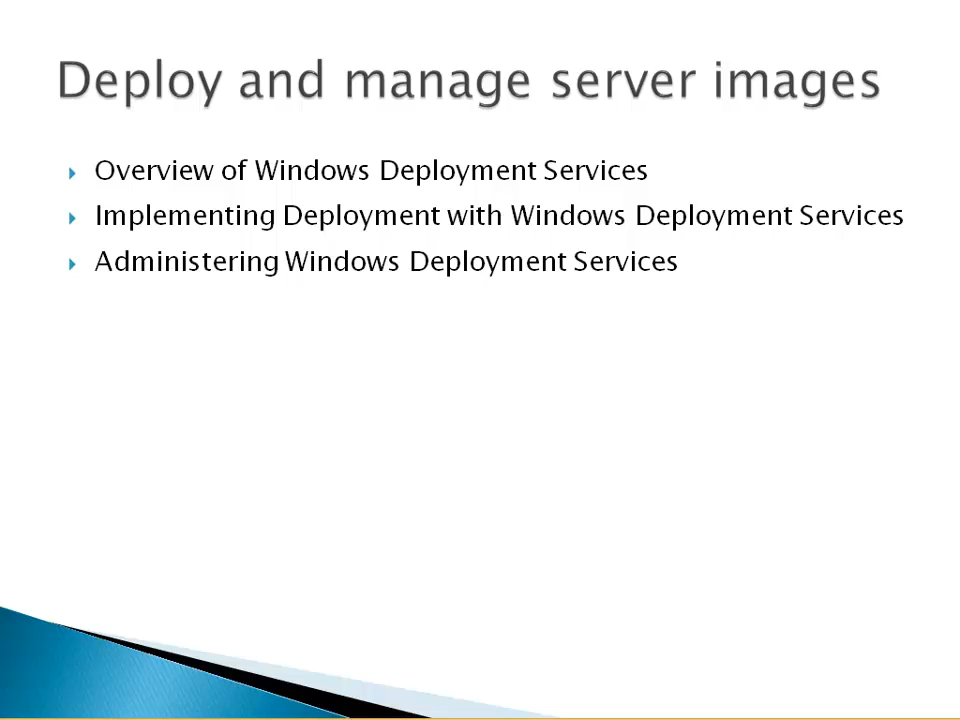 Deploy and manage server images
Overview of Windows Deployment Services
Implementing Deployment with Windows Deployment Services
Administering Windows Deployment Services